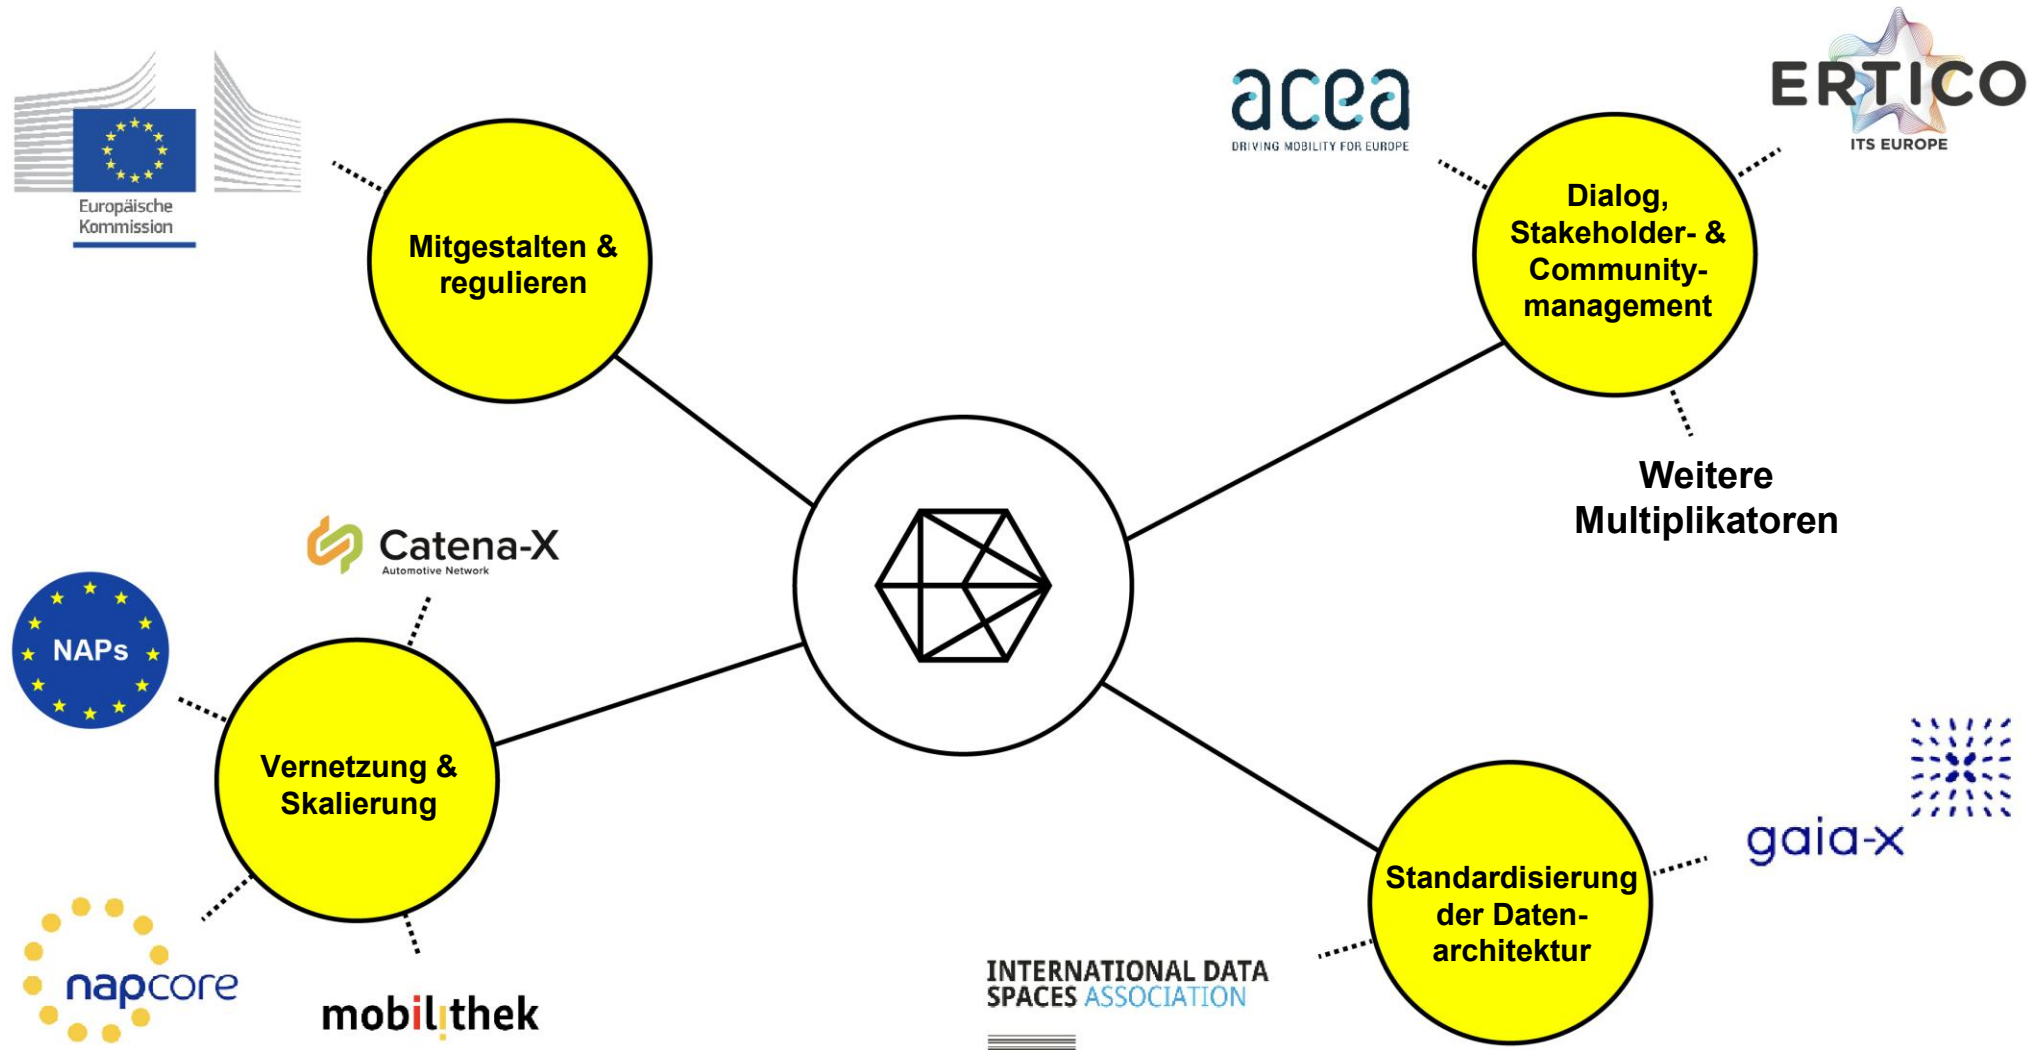 Europäische
Kommission
Mitgestalten &
regulieren
acea
DRIVING MOBILITY FOR EUROPE
ERTICO
ITS EUROPE
Dialog,
Stakeholder- &
Community-
management
Weitere
Multiplikatoren
Catena-X
Automotive Network
NAPs
Vernetzung &
Skalierung
napcore
mobilithek
gaia-x
Standardisierung
der Daten-
architektur
INTERNATIONAL DATA
SPACES ASSOCIATION